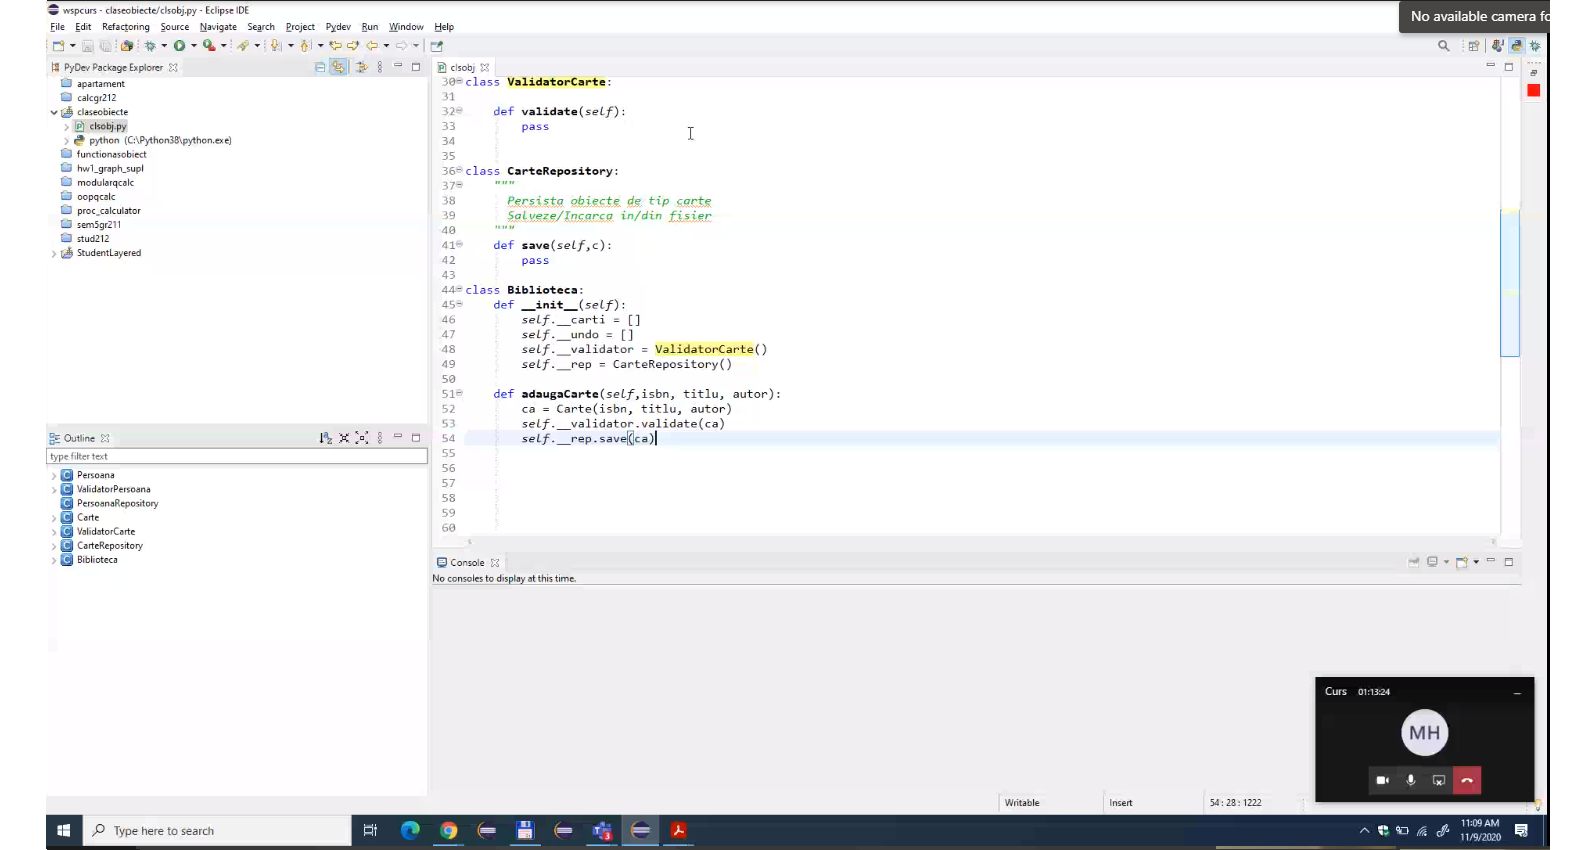 wspcurs - claseobiecte/clsobj.py - Eclipse IDE
No available camera fo
File Edit Refactoring Source Navigate Search Project Pydev Run Window Help
PyDev Package Explorer
apartament
calcgr212
claseobiecte
clsobj.py
python (C:\Python38\python.exe)
functionasobiect
hw1_graph_supl
modularqcalc
oopqcalc
proc_calculator
sem5gr211
stud212
StudentLayered
clsobj
30 class ValidatorCarte:
31
32 def validate(self):
33 pass
34
35
36 class CarteRepository:
37 """
38 Persista obiecte de tip carte
39 Salveze/Incarca in/din fisier
40 """
41 def save(self,c):
42 pass
43
44 class Biblioteca:
45 def __init__(self):
46 self.__carti = []
47 self.__undo = []
48 self.__validator = ValidatorCarte()
49 self.__rep = CarteRepository()
50
51 def adaugaCarte(self,isbn, titlu, autor):
52 ca = Carte(isbn, titlu, autor)
53 self.__validator.validate(ca)
54 self.__rep.save(ca)
55
56
57
58
59
60
Outline
type filter text
Persoana
ValidatorPersoana
PersoanaRepository
Carte
ValidatorCarte
CarteRepository
Biblioteca
Console
No consoles to display at this time.
Curs 01:13:24
MH
Writable Insert 54 : 28 : 1222
Type here to search
3
11:09 AM
11/9/2020